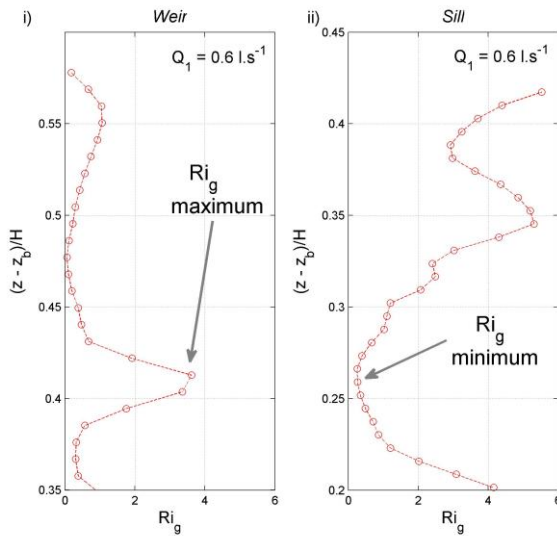 i)
Weir
Q1 = 0.6 l.s-1
Rig
maximum
(z - zb)/H
0.55
0.5
0.45
0.4
0.35
0
2
4
6
Rig
ii)
Sill
Q1 = 0.6 l.s-1
Rig
minimum
(z - zb)/H
0.45
0.4
0.35
0.3
0.25
0.2
0
2
4
6
Rig